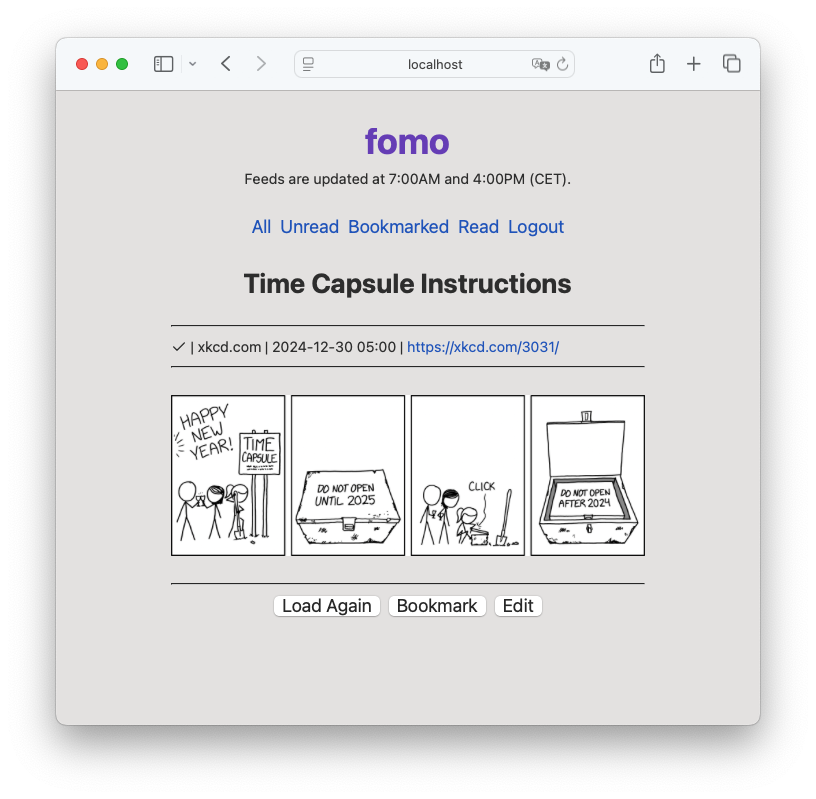 localhost
fomo
Feeds are updated at 7:00AM and 4:00PM (CET).
All Unread Bookmarked Read Logout
Time Capsule Instructions
✓ | xkcd.com | 2024-12-30 05:00 | https://xkcd.com/3031/
HAPPY
NEW
YEAR!
TIME
CAPSULE
DO NOT OPEN
UNTIL 2025
CLICK
DO NOT OPEN
AFTER 2024
Load Again Bookmark Edit